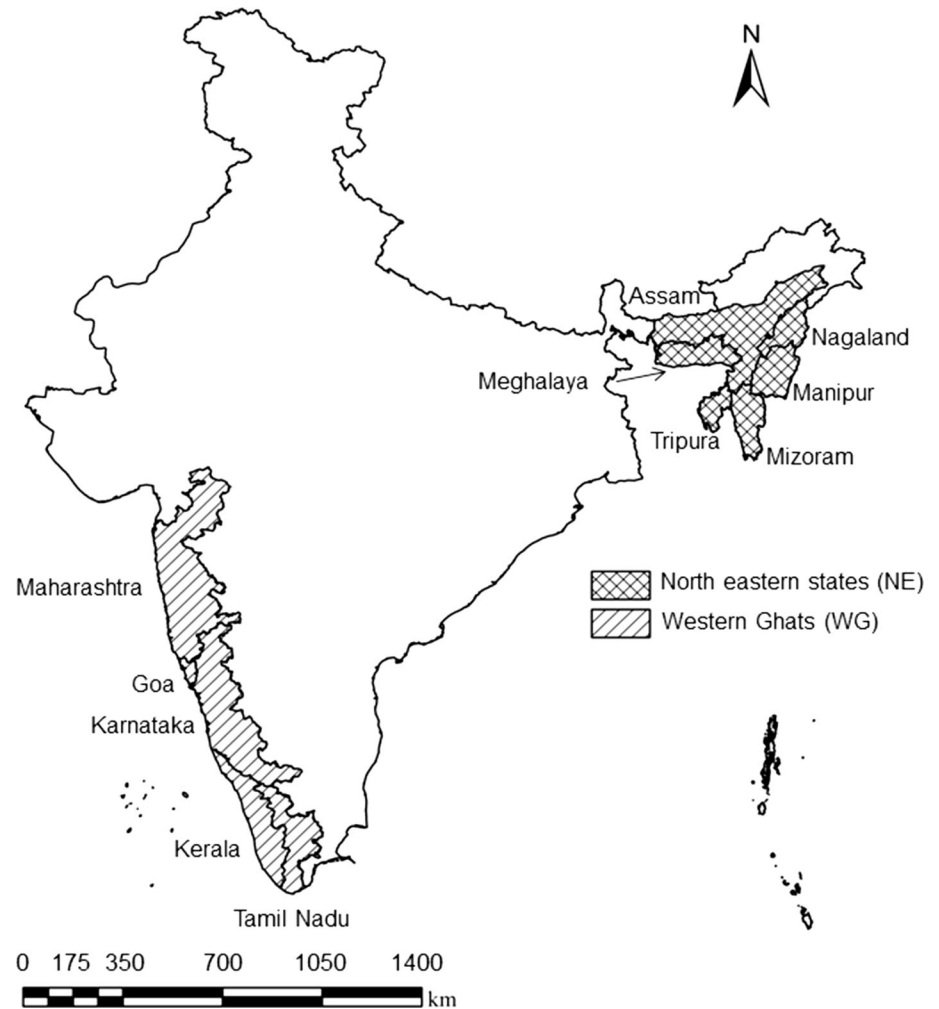 N
Assam
Nagaland
Meghalaya
Manipur
Tripura
Mizoram
North eastern states (NE)
Maharashtra
Western Ghats (WG)
Goa
Karnataka
Kerala
Tamil Nadu
0 175 350 700 1050 1400
km